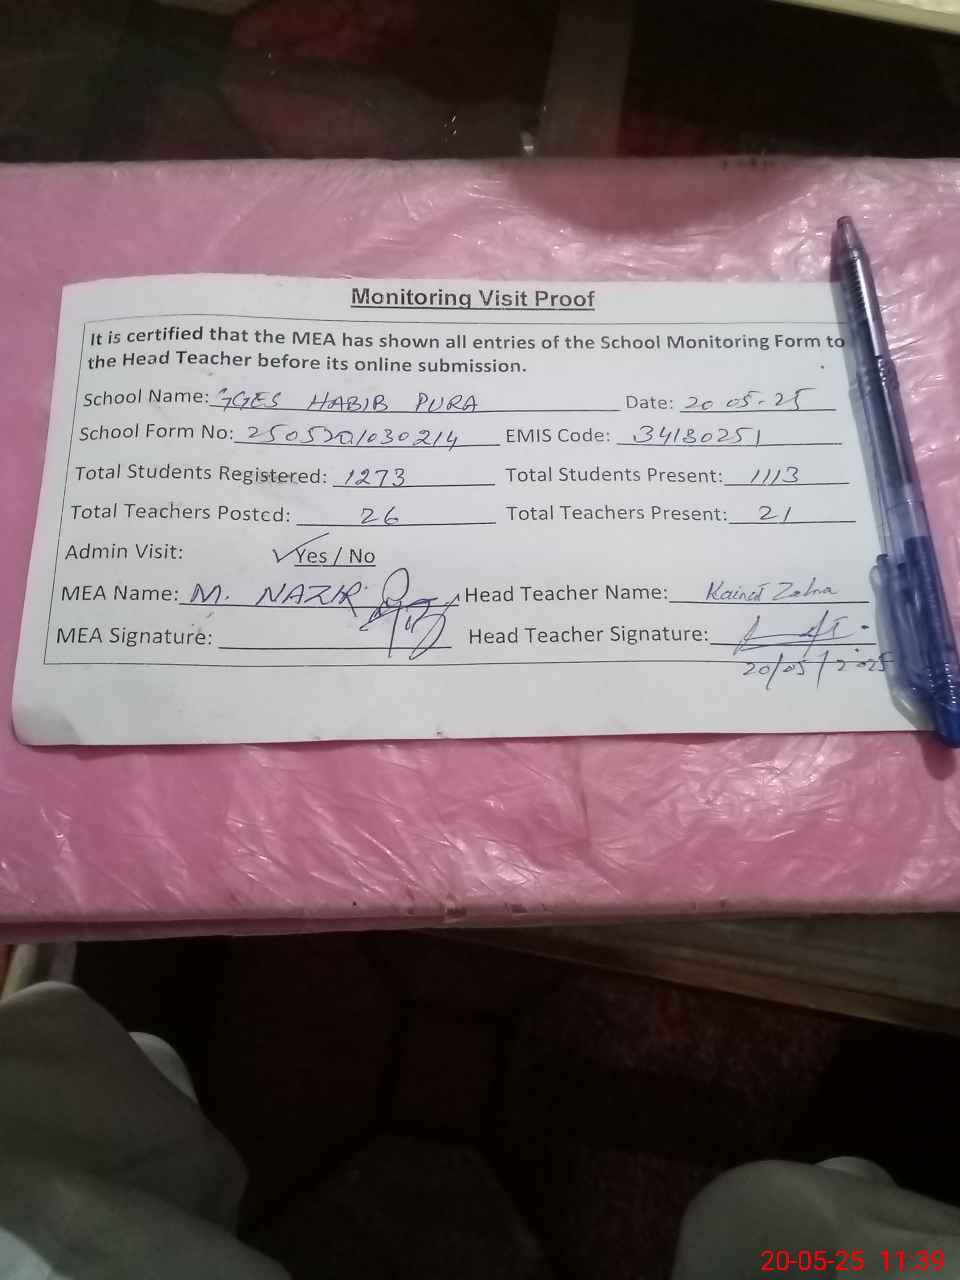 Monitoring Visit Proof
It is certified that the MEA has shown all entries of the School Monitoring Form to
the Head Teacher before its online submission.
School Name: GGES HABIB PURA Date: 20 05-25
School Form No: EMIS Code: 34180251
Total Students Registered: 1273 Total Students Present: 1113
Total Teachers Posted: 26 Total Teachers Present: 21
Admin Visit: ✓Yes / No
MEA Name: M. NAZIR Head Teacher Name: Kainat Zahra
MEA Signature: Head Teacher Signature:
20/05/2025
20-05-25 11:39